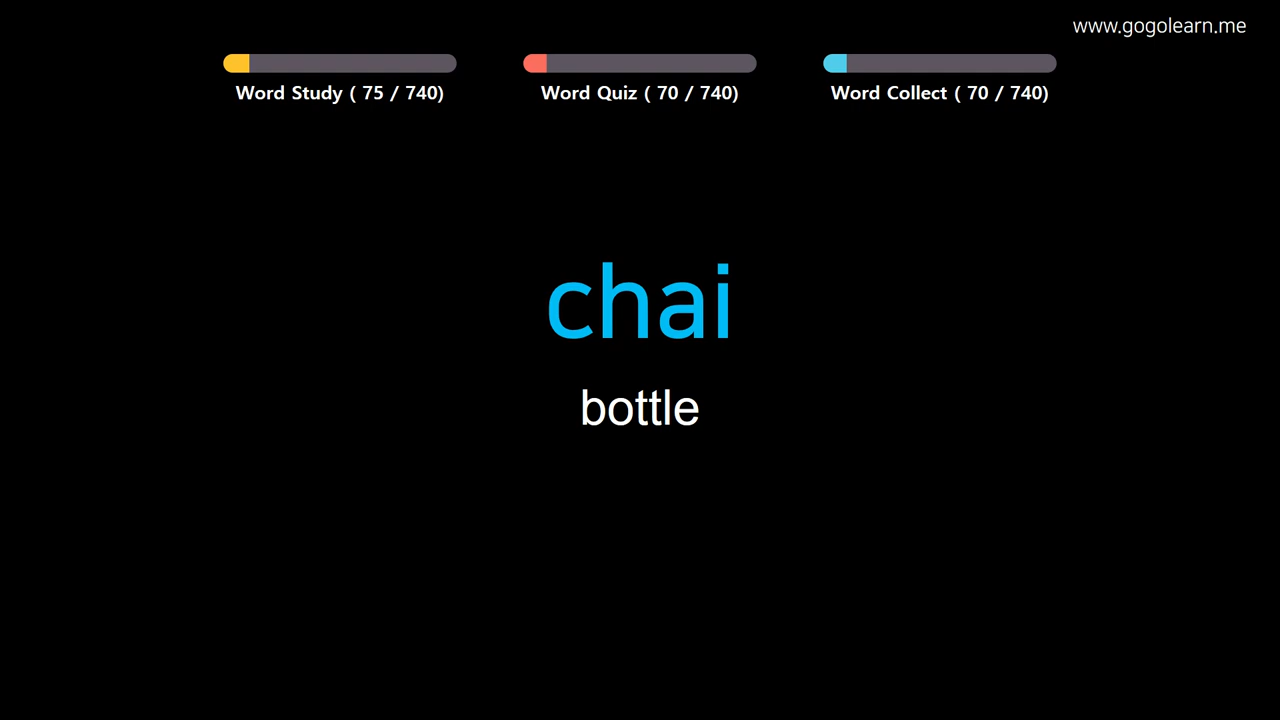 www.gogolearn.me
Word Study ( 75 / 740)
Word Quiz ( 70 / 740)
Word Collect ( 70 / 740)
chai
bottle